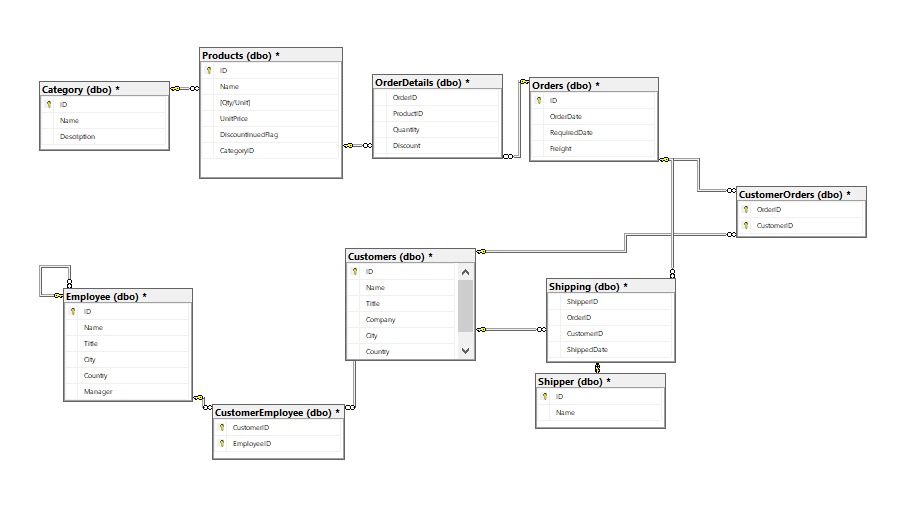 Category (dbo) *
ID
Name
Description
Products (dbo) *
ID
Name
[Qty/Unit]
UnitPrice
DiscountinuedFlag
CategoryID
OrderDetails (dbo) *
OrderID
ProductID
Quantity
Discount
Orders (dbo) *
ID
OrderDate
RequiredDate
Freight
CustomerOrders (dbo) *
OrderID
CustomerID
Customers (dbo) *
ID
Name
Title
Company
City
Country
Shipping (dbo) *
ShipperID
OrderID
CustomerID
ShippedDate
Employee (dbo) *
ID
Name
Title
City
Country
Manager
Shipper (dbo) *
ID
Name
CustomerEmployee (dbo) *
CustomerID
EmployeeID